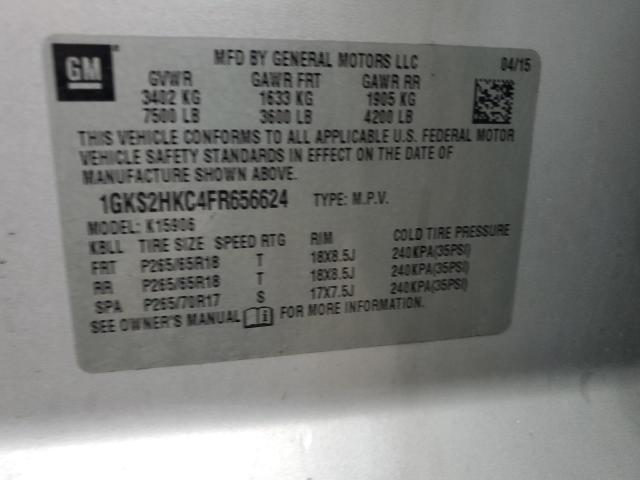 GM
MFD BY GENERAL MOTORS LLC 04/15
GVWR GAWR FRT GAWR RR
3402 KG 1633 KG 1905 KG
7500 LB 3600 LB 4200 LB
THIS VEHICLE CONFORMS TO ALL APPLICABLE U.S. FEDERAL MOTOR
VEHICLE SAFETY STANDARDS IN EFFECT ON THE DATE OF
MANUFACTURE SHOWN ABOVE.
1GKS2HKC4FR656624 TYPE: M.P.V.
MODEL: K15906
KBLL TIRE SIZE SPEED RTG RIM COLD TIRE PRESSURE
FRT P265/65R18 T 18X8.5J 240KPA(35PSI)
RR P265/65R18 T 18X8.5J 240KPA(35PSI)
SPA P265/70R17 S 17X7.5J 240KPA(35PSI)
SEE OWNER'S MANUAL FOR MORE INFORMATION.